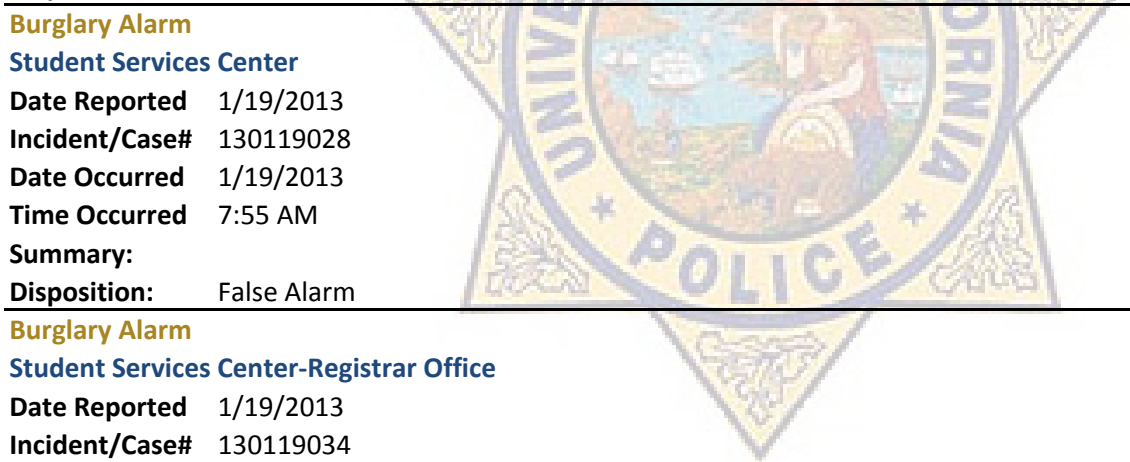 Burglary Alarm
Student Services Center
Date Reported 1/19/2013
Incident/Case# 130119028
Date Occurred 1/19/2013
Time Occurred 7:55 AM
Summary:
Disposition: False Alarm
Burglary Alarm
Student Services Center-Registrar Office
Date Reported 1/19/2013
Incident/Case# 130119034
POLICE